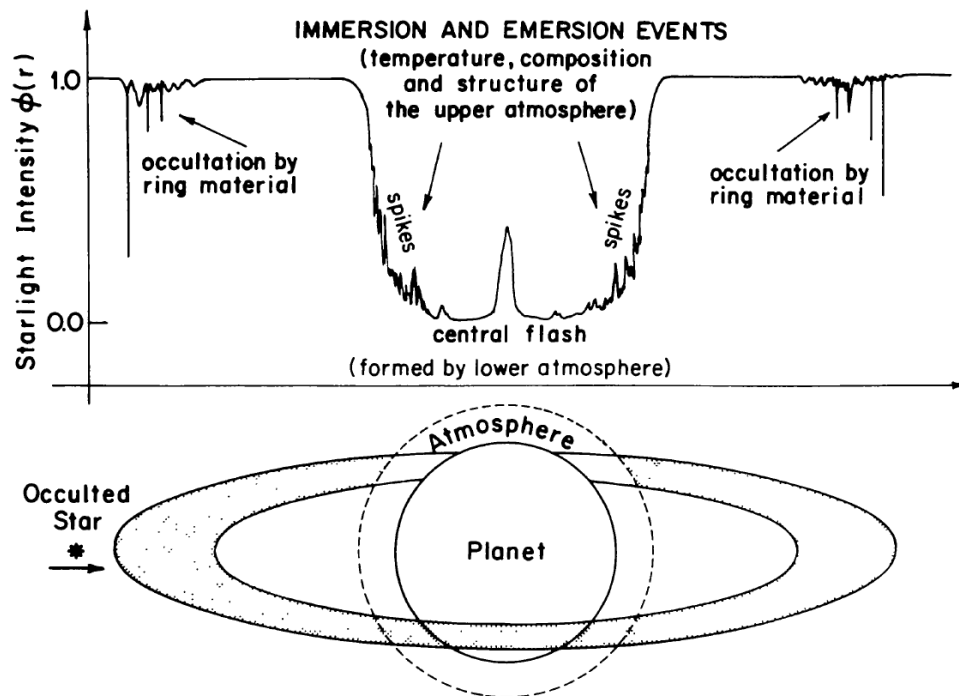 IMMERSION AND EMERSION EVENTS
(temperature, composition
and structure of
the upper atmosphere)
Starlight Intensity ϕ(r)
1.0
0.0
occultation by
ring material
spikes
spikes
occultation by
ring material
central flash
(formed by lower atmosphere)
Atmosphere
Occulted
Star
Planet